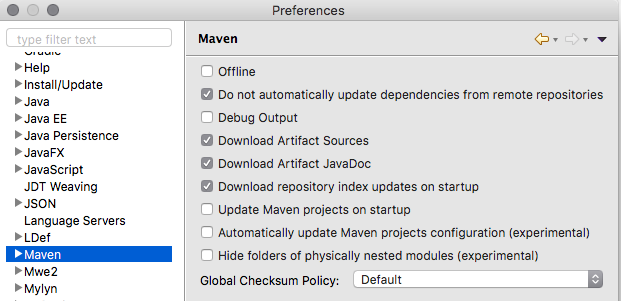 Preferences
type filter text
Maven
Gradle
Help
Install/Update
Java
Java EE
Java Persistence
JavaFX
JavaScript
JDT Weaving
JSON
Language Servers
LDef
Maven
Mwe2
Mylyn
Offline
Do not automatically update dependencies from remote repositories
Debug Output
Download Artifact Sources
Download Artifact JavaDoc
Download repository index updates on startup
Update Maven projects on startup
Automatically update Maven projects configuration (experimental)
Hide folders of physically nested modules (experimental)
Global Checksum Policy: Default